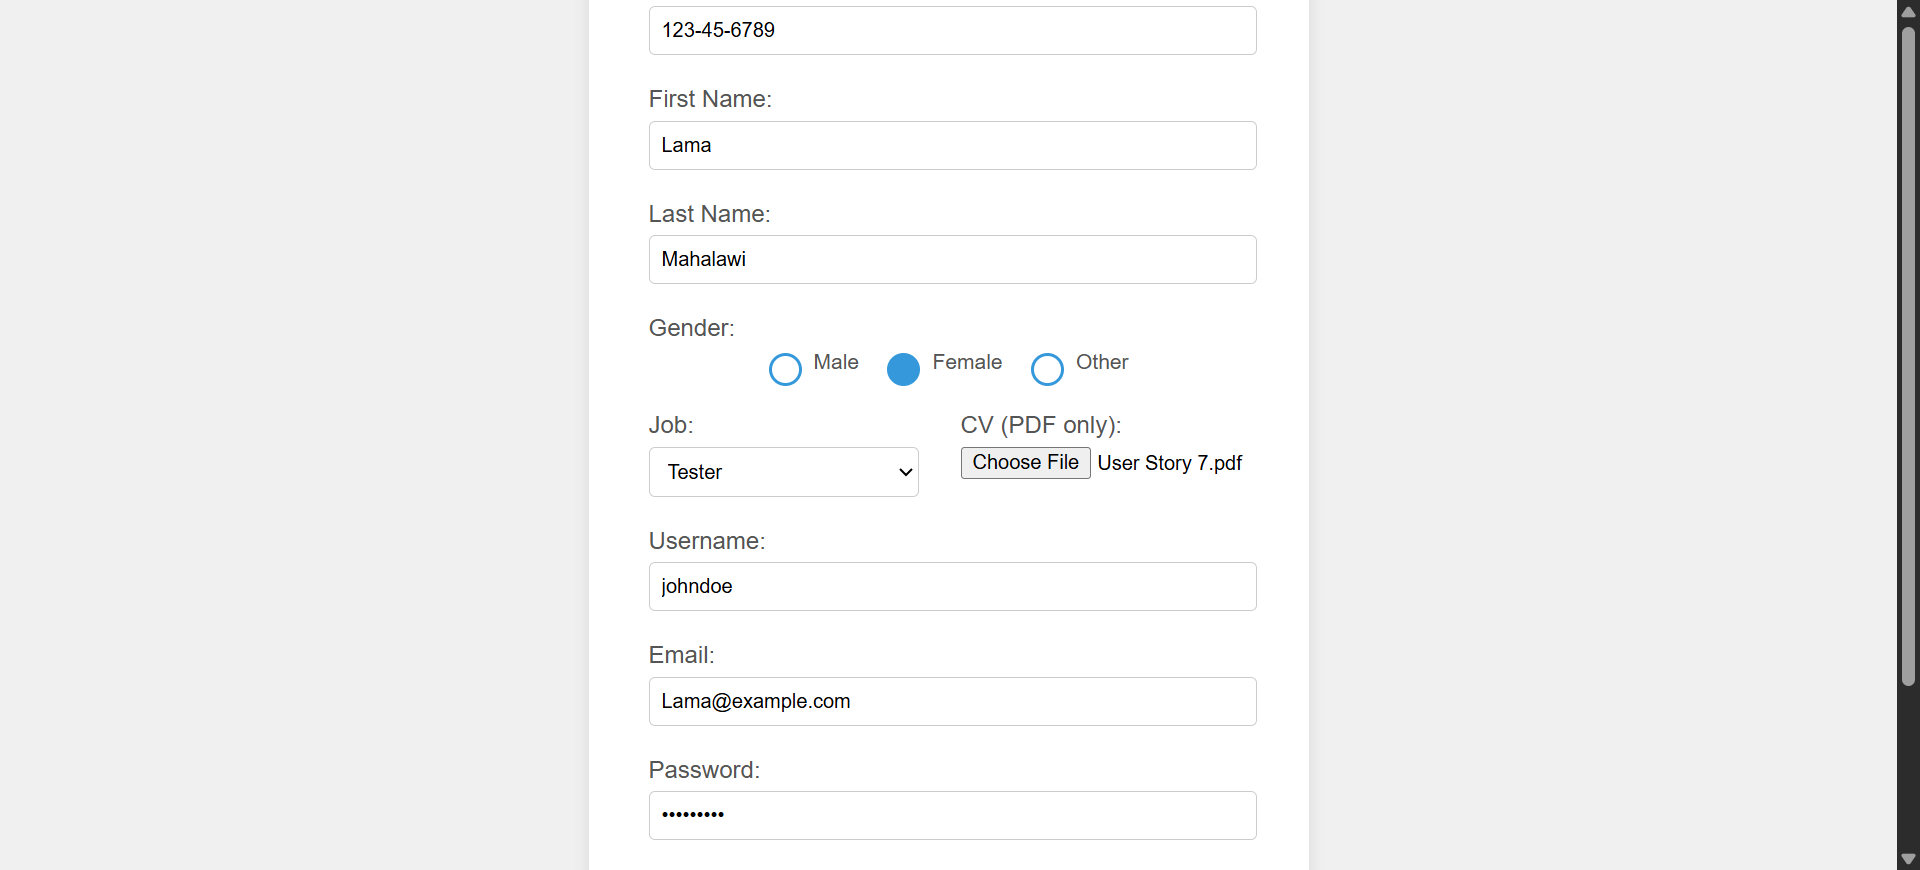 123-45-6789
First Name:
Lama
Last Name:
Mahalawi
Gender:
Male Female Other
Job: CV (PDF only):
Tester Choose File User Story 7.pdf
Username:
johndoe
Email:
Lama@example.com
Password:
•••••••••